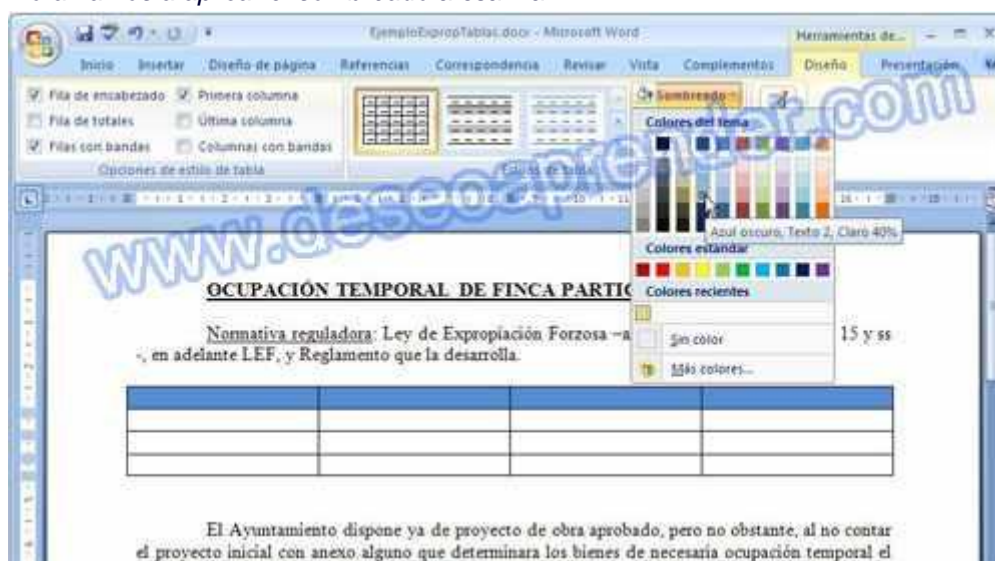 EjemploExpropTablas.docx - Microsoft Word
Herramientas de...
Inicio Insertar Diseño de página Referencias Correspondencia Revisar Vista Complementos Diseño Presentación
Fila de encabezado Primera columna
Fila de totales Última columna
Filas con bandas Columnas con bandas
Opciones de estilo de tabla
Estilos de tabla
Sombreado
Colores del tema
Azul oscuro, Texto 2, Claro 40%
Colores estándar
Colores recientes
Sin color
Más colores...
www.deseoaprender.com
OCUPACIÓN TEMPORAL DE FINCA
Normativa reguladora: Ley de Expropiación Forzosa –a 15 y ss
-, en adelante LEF, y Reglamento que la desarrolla.
El Ayuntamiento dispone ya de proyecto de obra aprobado, pero no obstante, al no contar
el proyecto inicial con anexo alguno que determinara los bienes de necesaria ocupación temporal el